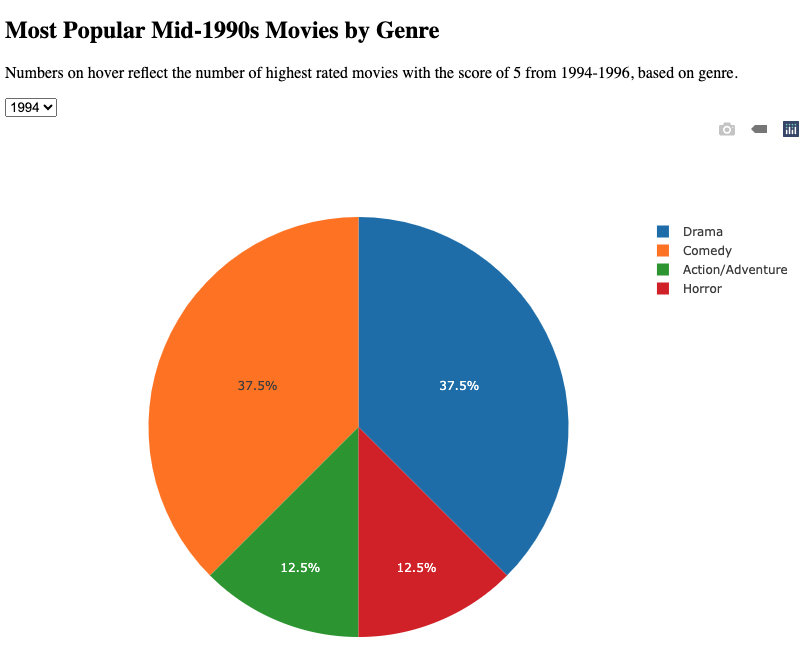 Most Popular Mid-1990s Movies by Genre
Numbers on hover reflect the number of highest rated movies with the score of 5 from 1994-1996, based on genre.
1994
Drama
Comedy
Action/Adventure
Horror
37.5%
37.5%
12.5%
12.5%